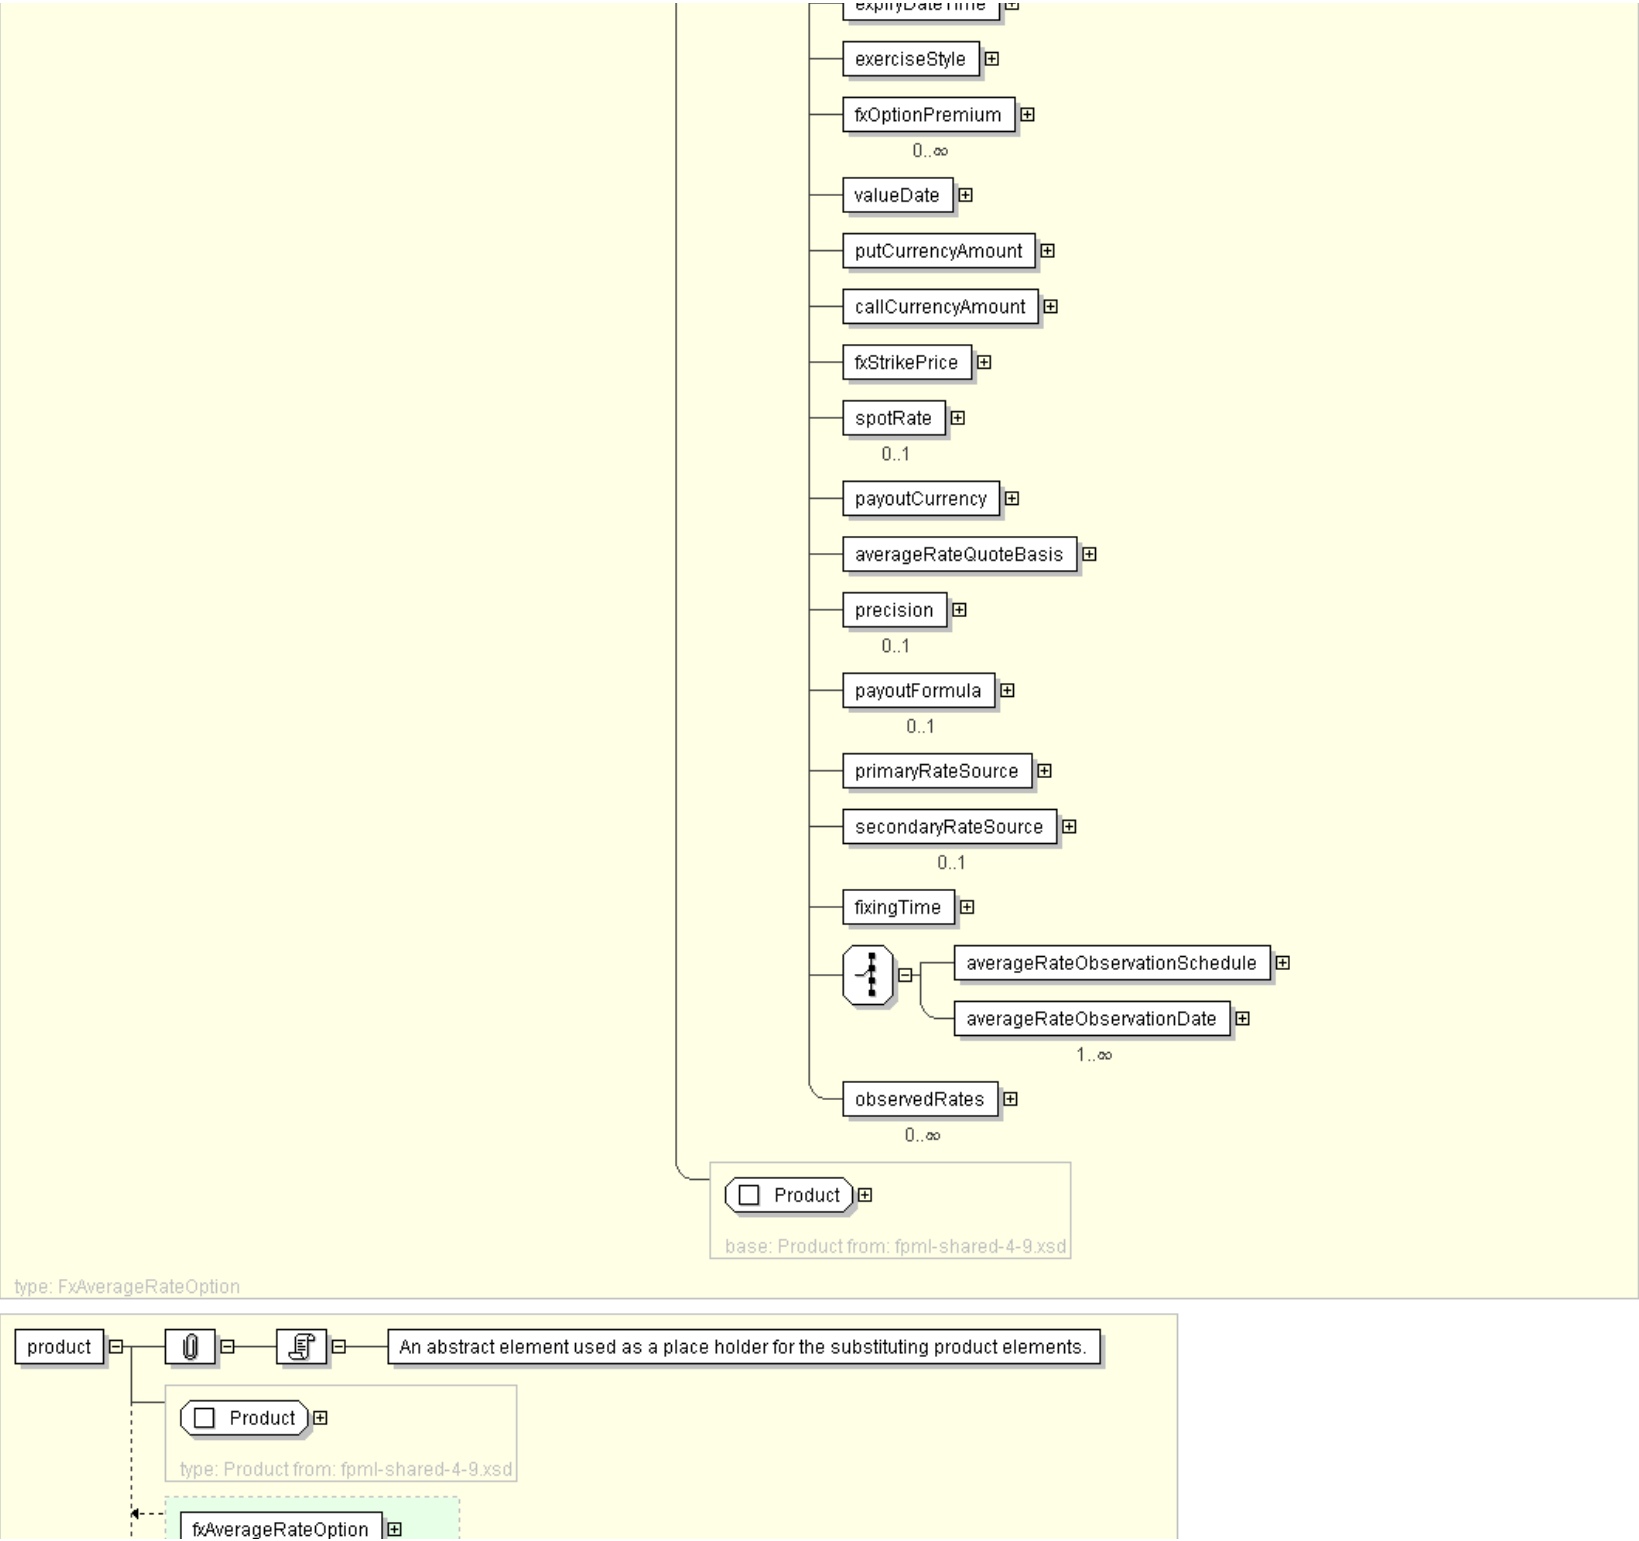 expiryDateTime
exerciseStyle
fxOptionPremium
0..∞
valueDate
putCurrencyAmount
callCurrencyAmount
fxStrikePrice
spotRate
0..1
payoutCurrency
averageRateQuoteBasis
precision
0..1
payoutFormula
0..1
primaryRateSource
secondaryRateSource
0..1
fixingTime
averageRateObservationSchedule
averageRateObservationDate
1..∞
observedRates
0..∞
Product
base: Product from: fpml-shared-4-9.xsd
type: FxAverageRateOption
product An abstract element used as a place holder for the substituting product elements.
Product
type: Product from: fpml-shared-4-9.xsd
fxAverageRateOption